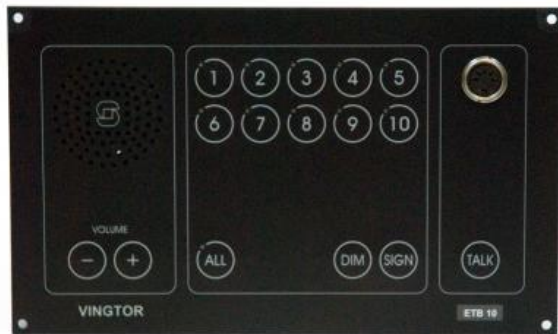 1 2 3 4 5
6 7 8 9 10
VOLUME
- +
ALL DIM SIGN TALK
VINGTOR ETB 10